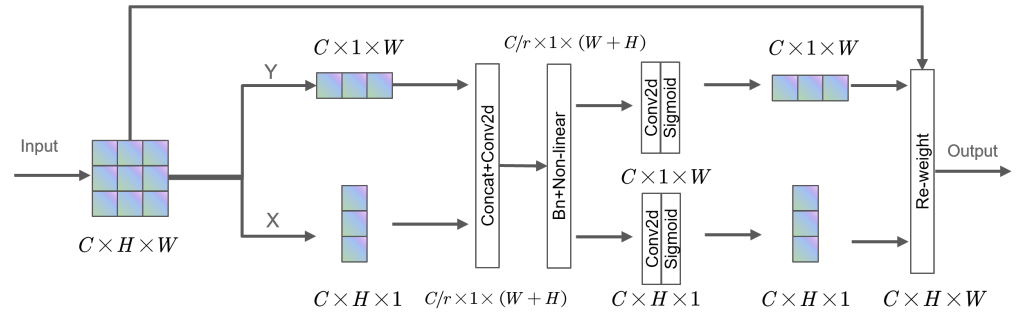 C/r×1×(W+H)
C×1×W
C×1×W
Y
Input
Concat+Conv2d
Bn+Non-linear
Conv2d
Sigmoid
C×1×W
Re-weight
Output
X
Conv2d
Sigmoid
C×H×W
C×H×1
C/r×1×(W+H)
C×H×1
C×H×1
C×H×W